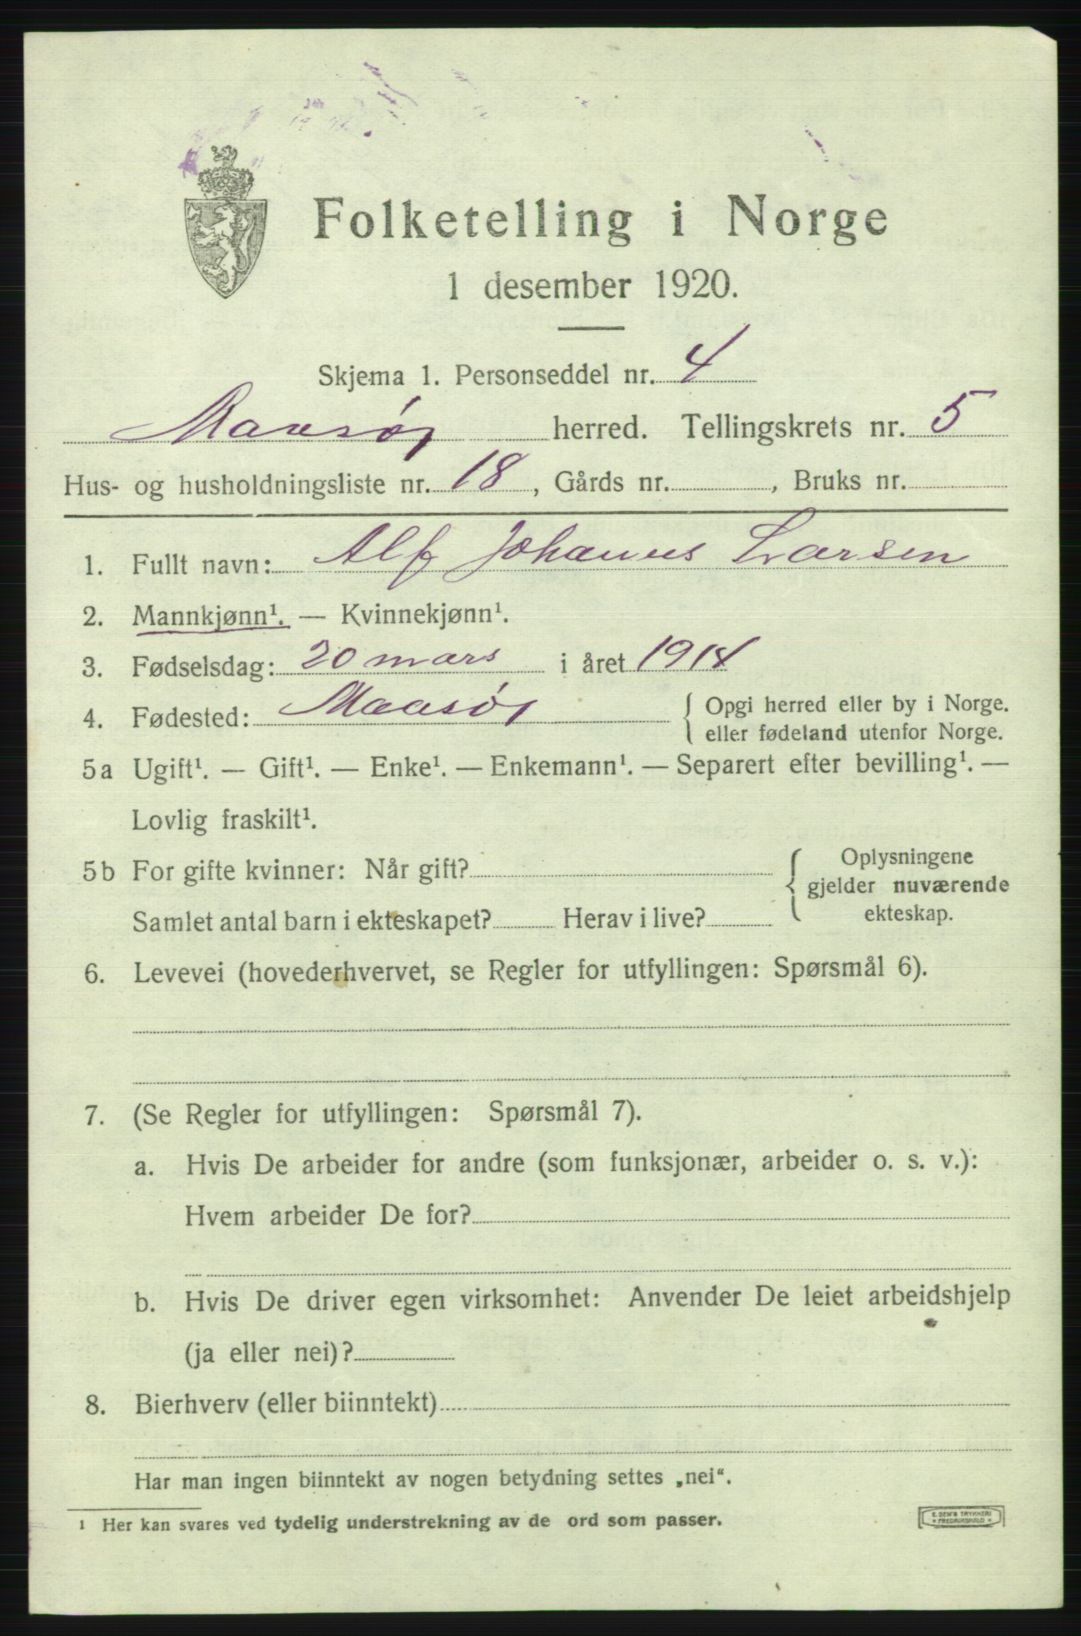 Folketelling i Norge
1 desember 1920.
Skjema 1. Personseddel nr. 4
Maasøy herred. Tellingskrets nr. 5
Hus- og husholdningsliste nr. 18, Gårds nr. , Bruks nr.
1. Fullt navn: Alf Johannes Larsen
2. Mannkjønn¹. — Kvinnekjønn¹.
3. Fødselsdag: 20 mars i året 1914
4. Fødested: Maasøy { Opgi herred eller by i Norge.
eller fødeland utenfor Norge.
5a Ugift¹. — Gift¹. — Enke¹. — Enkemann¹. — Separert efter bevilling¹. —
Lovlig fraskilt¹.
5b For gifte kvinner: Når gift? { Oplysningene
gjelder nuværende
Samlet antal barn i ekteskapet? Herav i live? ekteskap.
6. Levevei (hovederhvervet, se Regler for utfyllingen: Spørsmål 6).
7. (Se Regler for utfyllingen: Spørsmål 7).
a. Hvis De arbeider for andre (som funksjonær, arbeider o. s. v.):
Hvem arbeider De for?
b. Hvis De driver egen virksomhet: Anvender De leiet arbeidshjelp
(ja eller nei)?
8. Bierhverv (eller biinntekt)
Har man ingen biinntekt av nogen betydning settes „nei“.
¹ Her kan svares ved tydelig understrekning av de ord som passer.